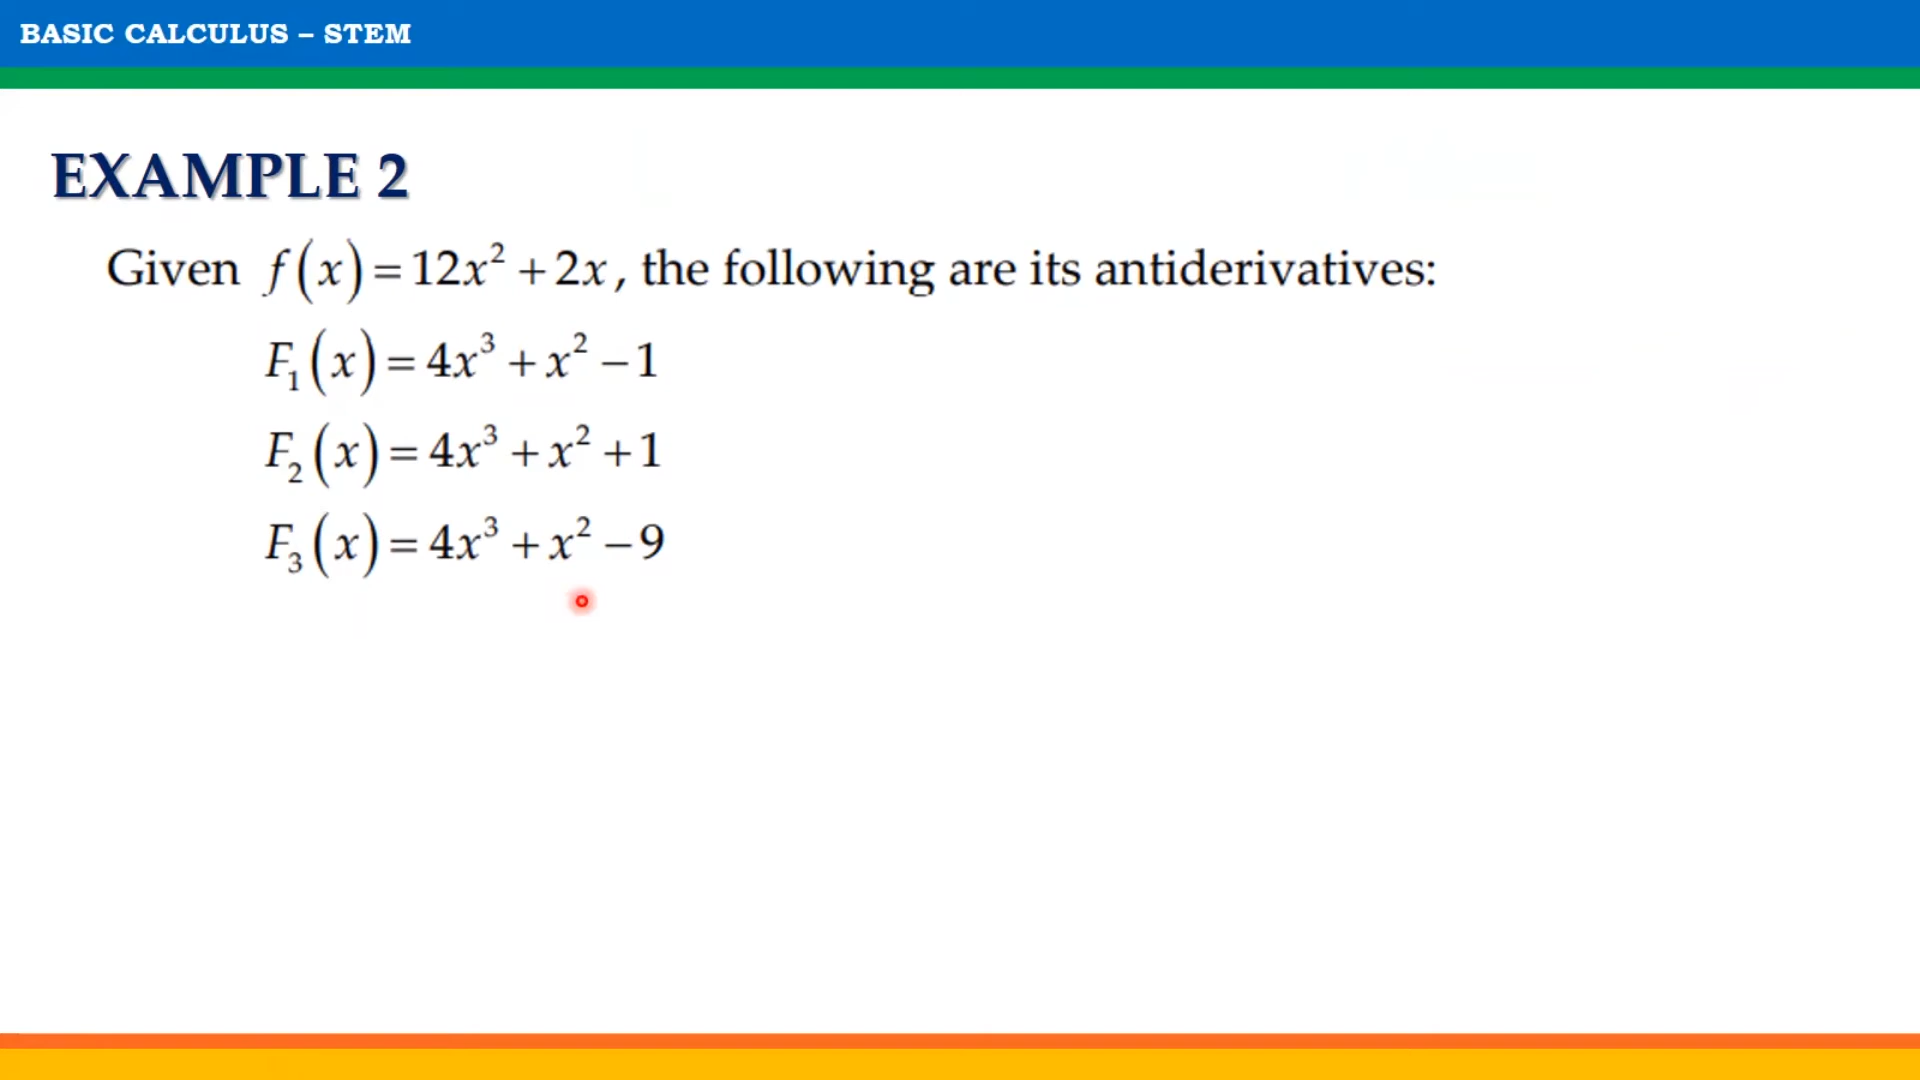 BASIC CALCULUS – STEM
EXAMPLE 2
Given f(x) = 12x² + 2x, the following are its antiderivatives:
F₁(x) = 4x³ + x² − 1
F₂(x) = 4x³ + x² + 1
F₃(x) = 4x³ + x² − 9